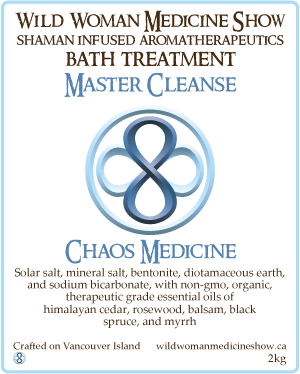 Wild Woman Medicine Show
shaman infused aromatherapeutics
bath treatment
Master Cleanse
Chaos Medicine
Solar salt, mineral salt, bentonite, diotamaceous earth,
and sodium bicarbonate, with non-gmo, organic,
therapeutic grade essential oils of
himalayan cedar, rosewood, balsam, black
spruce, and myrrh
Crafted on Vancouver Island wildwomanmedicineshow.ca
2kg